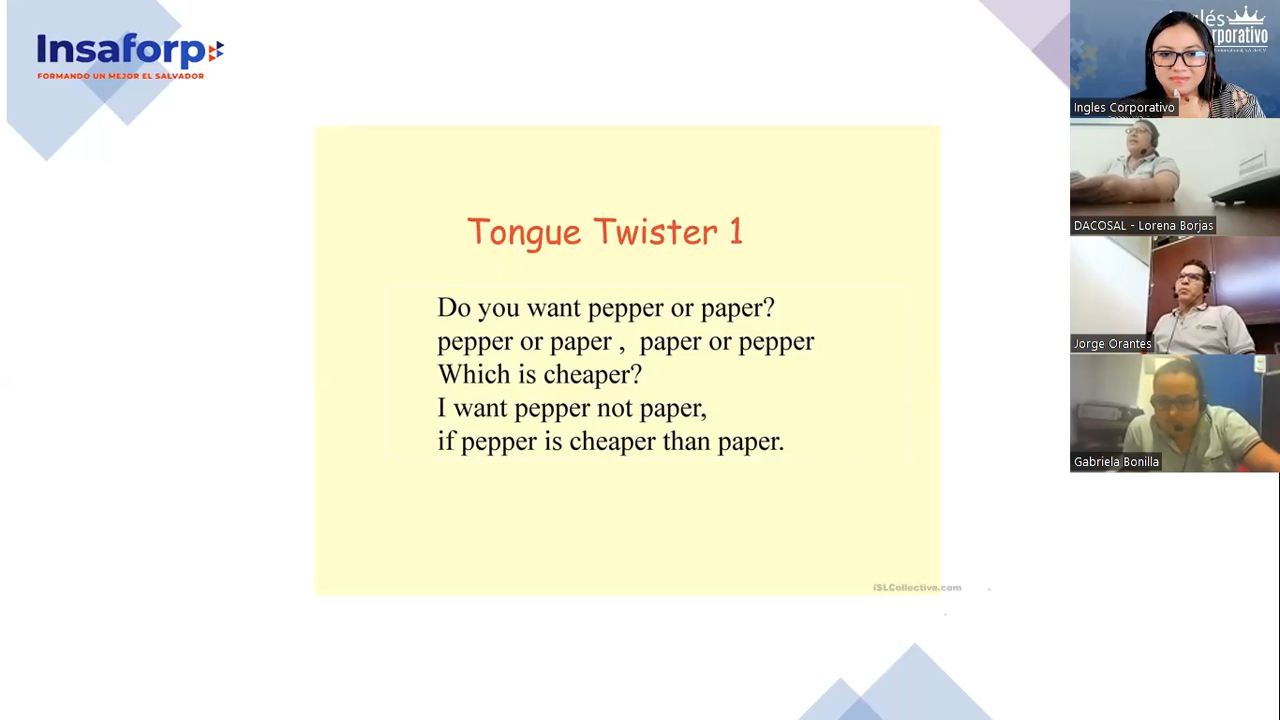 Insaforp
FORMANDO UN MEJOR EL SALVADOR
Tongue Twister 1
Do you want pepper or paper?
pepper or paper , paper or pepper
Which is cheaper?
I want pepper not paper,
if pepper is cheaper than paper.
iSLCollective.com
Ingles Corporativo
DACOSAL - Lorena Borjas
Jorge Orantes
Gabriela Bonilla